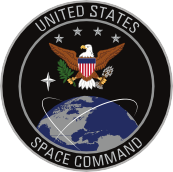 UNITED STATES
SPACE COMMAND